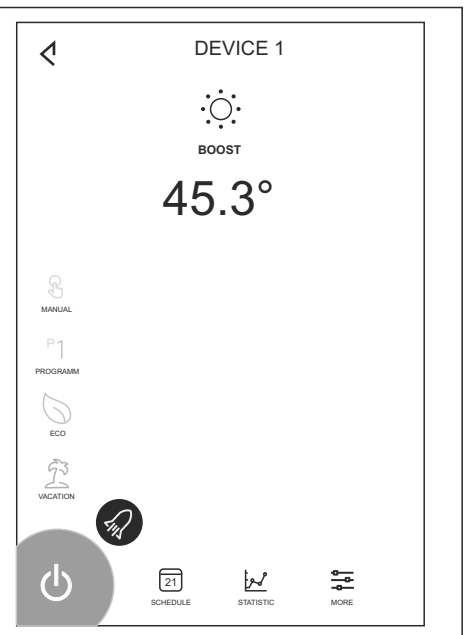 DEVICE 1
BOOST
45.3°
MANUAL
P1
PROGRAMM
ECO
VACATION
21
SCHEDULE
STATISTIC
MORE